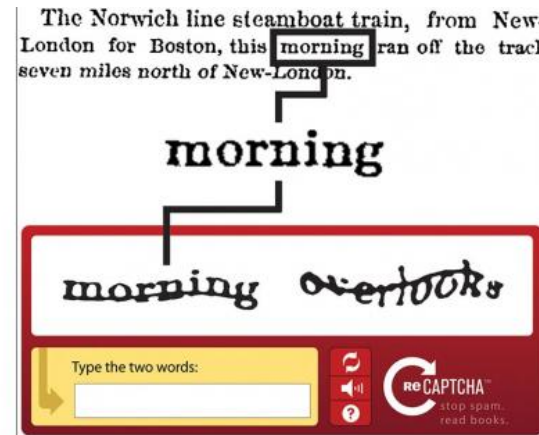 The Norwich line steamboat train, from New-
London for Boston, this morning ran off the track
seven miles north of New-London.
morning
morning overlooks
Type the two words:
reCAPTCHA™
stop spam.
read books.